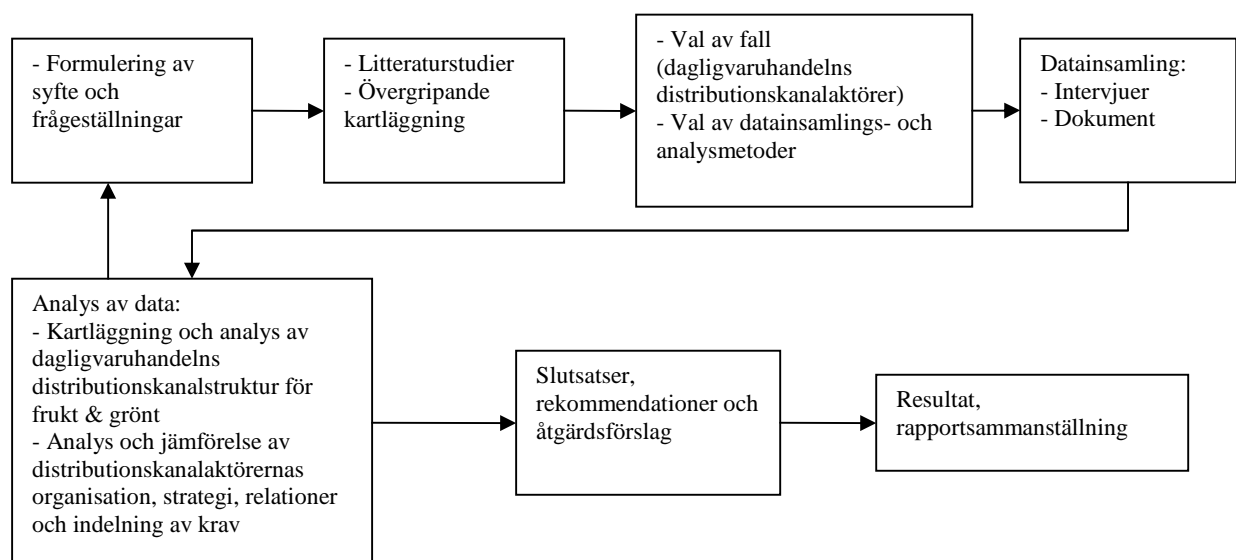 - Formulering av
syfte och
frågeställningar
- Litteraturstudier
- Övergripande
kartläggning
- Val av fall
(dagligvaruhandelns
distributionskanalaktörer)
- Val av datainsamlings- och
analysmetoder
Datainsamling:
- Intervjuer
- Dokument
Analys av data:
- Kartläggning och analys av
dagligvaruhandelns
distributionskanalstruktur för
frukt & grönt
- Analys och jämförelse av
distributionskanalaktörernas
organisation, strategi, relationer
och indelning av krav
Slutsatser,
rekommendationer och
åtgärdsförslag
Resultat,
rapportsammanställning